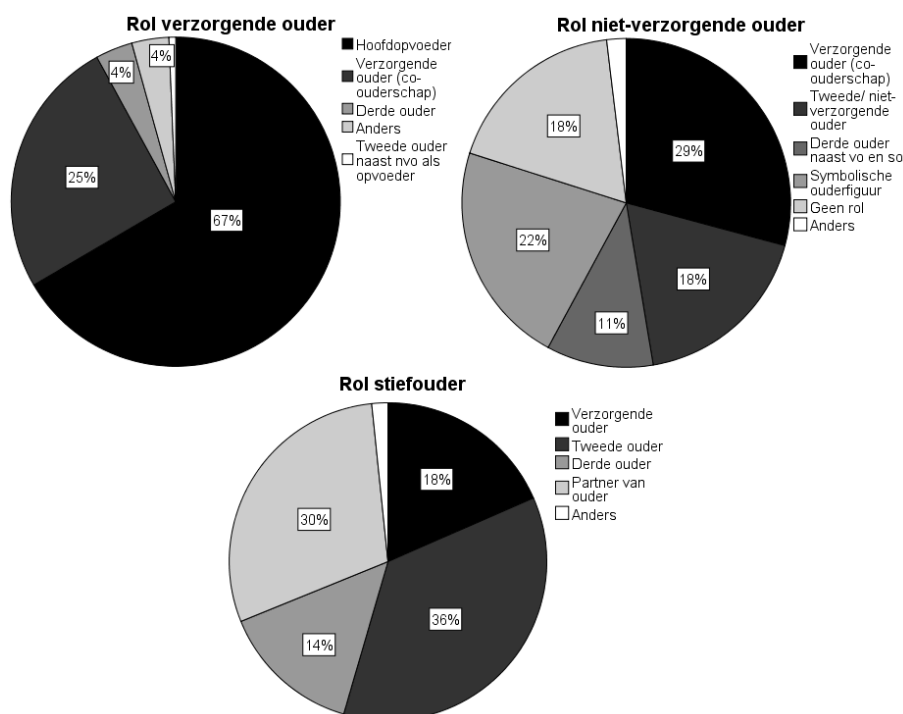 Rol verzorgende ouder
4%
4%
25%
67%
Hoofdopvoeder
Verzorgende
ouder (co-
ouderschap)
Derde ouder
Anders
Tweede ouder
naast nvo als
opvoeder
Rol niet-verzorgende ouder
18%
29%
22%
18%
11%
Verzorgende
ouder (co-
ouderschap)
Tweede/ niet-
verzorgende
ouder
Derde ouder
naast vo en so
Symbolische
ouderfiguur
Geen rol
Anders
Rol stiefouder
18%
30%
36%
14%
Verzorgende
ouder
Tweede ouder
Derde ouder
Partner van
ouder
Anders